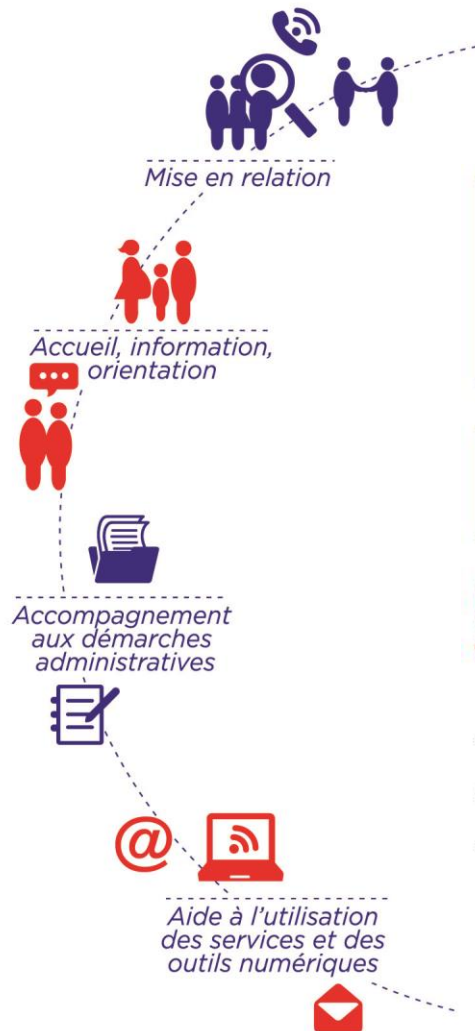 Mise en relation
Accueil, information,
orientation
Accompagnement
aux démarches
administratives
@
Aide à l'utilisation
des services et des
outils numériques